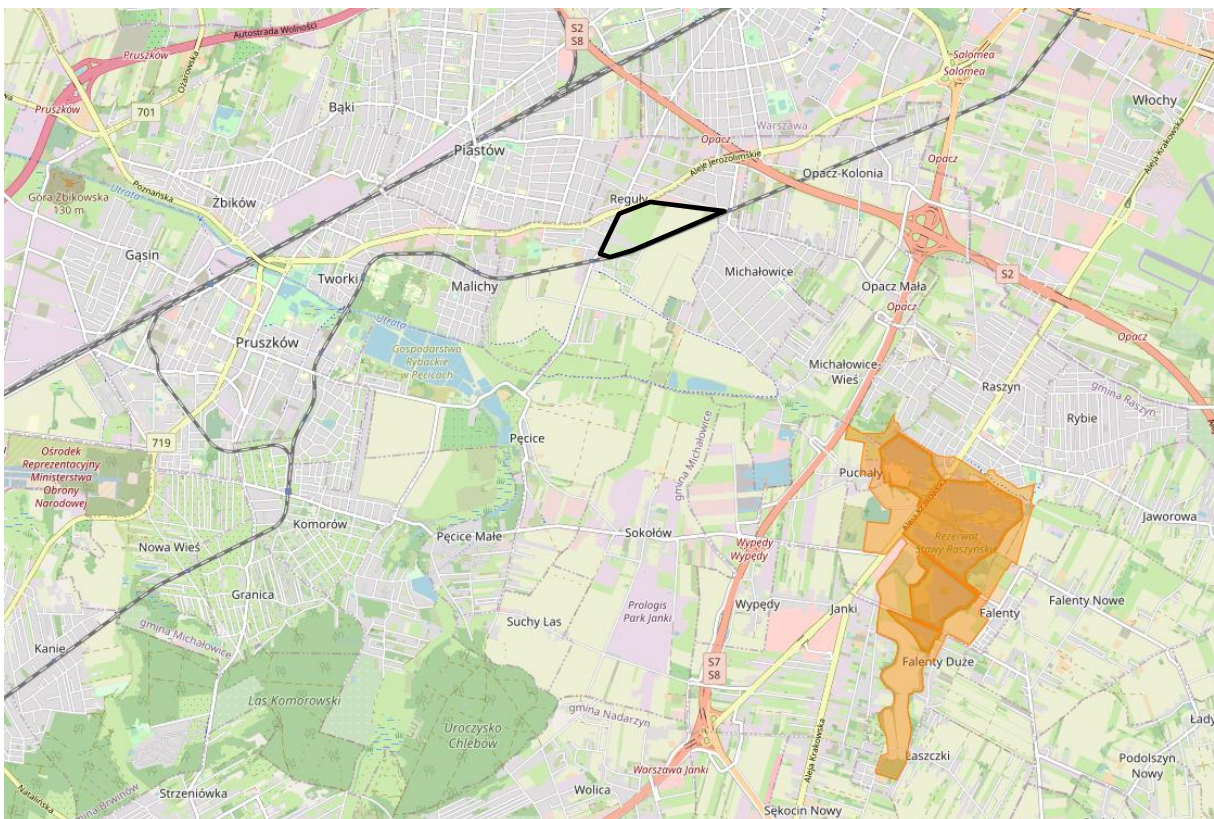 S2
S8
Autostrada Wolności
Pruszków
Ożarowska
Salomea
Salomea
Pruszków
701
Bąki
Włochy
Warszawa
Opacz
Piastów
Aleje Jerozolimskie
Opacz
Aleja Krakowska
Opacz-Kolonia
Utrata
Poznańska
Góra Żbikowska
130 m
Żbików
Reguły
Gąsin
Tworki
Malichy
Michałowice
S2
Opacz Mała
Opacz
Opacz
Utrata
Pruszków
Gospodarstwo
Rybackie
w Pęcicach
Michałowice-
Wieś
Raszyn
gmina Raszyn
Rybie
719
Pęcice
gmina Michałowice
Ośrodek
Reprezentacyjny
Ministerstwa
Obrony
Narodowej
Puchały
Aleja Krakowska
Jaworowa
Komorów
Nowa Wieś
Pęcice Małe
Sokołów
Wypędy
Wypędy
Rezerwat
Stawy Raszyńskie
Granica
Suchy Las
Prologis
Park Janki
Wypędy
Janki
Falenty
Falenty Nowe
gmina Michałowice
Kanie
Falenty Duże
S7
S8
Las Komorowski
Uroczysko
Chlebów
gmina Nadarzyn
Aleja Krakowska
Łady
Łaszczki
Podolszyn
Nowy
Warszawa Janki
Natalińska
gmina Brwinów
Strzeniówka
Wolica
Sękocin Nowy